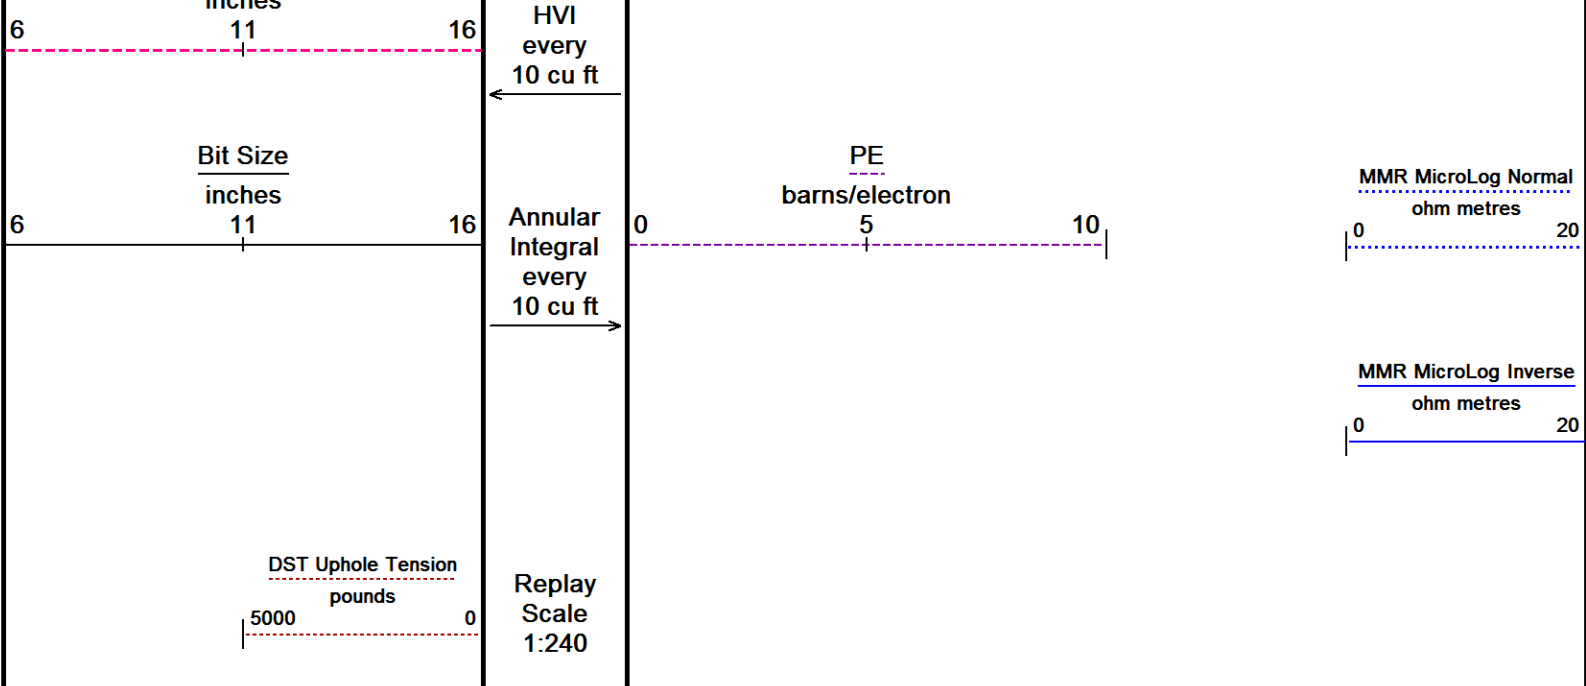 inches
6 11 16
HVI
every
10 cu ft
Bit Size
inches
6 11 16
Annular
Integral
every
10 cu ft
PE
barns/electron
0 5 10
MMR MicroLog Normal
ohm metres
0 20
MMR MicroLog Inverse
ohm metres
0 20
DST Uphole Tension
pounds
5000 0
Replay
Scale
1:240